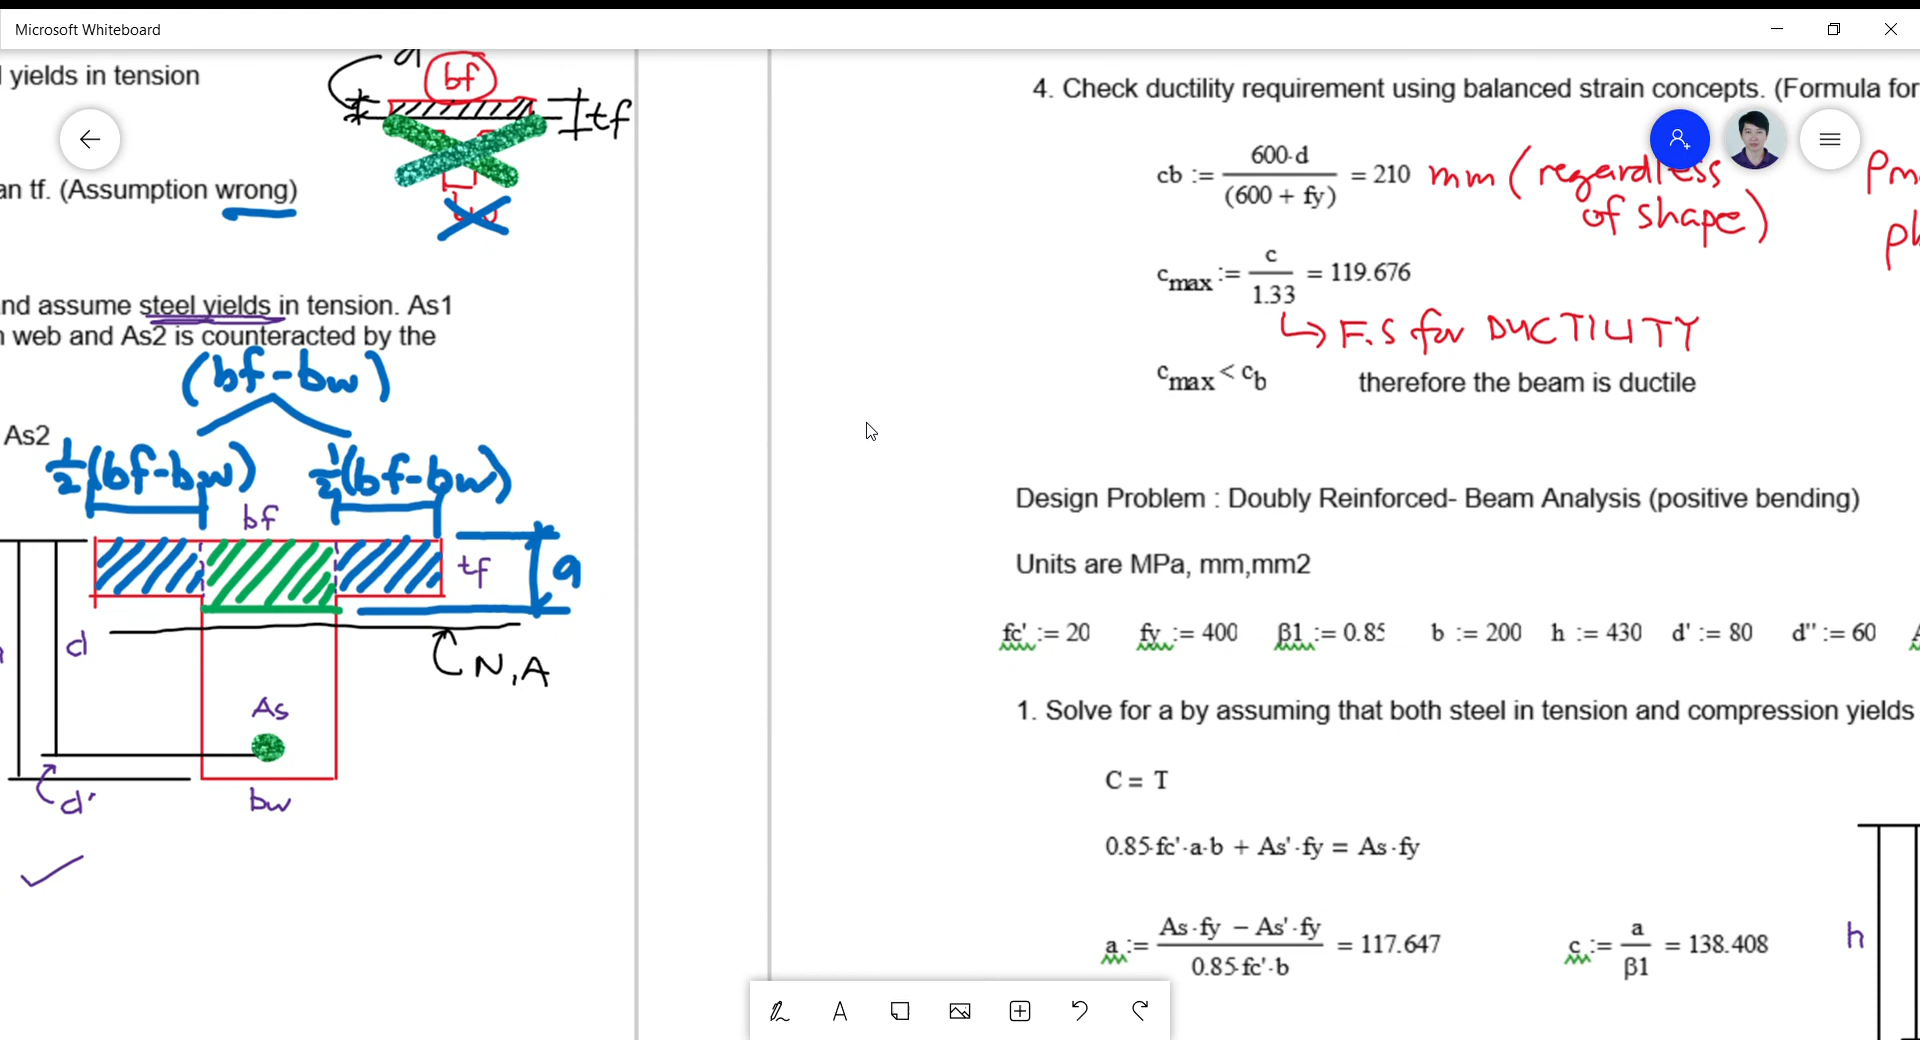 Microsoft Whiteboard
yields in tension
bf
tf
an tf. (Assumption wrong)
nd assume steel yields in tension. As1
web and As2 is counteracted by the
(bf-bw)
As2
1/2(bf-bw) 1/2(bf-bw)
bf
tf
a
d
N.A
As
d'
bw
4. Check ductility requirement using balanced strain concepts. (Formula for
cb := 600·d / (600 + fy) = 210 mm (regardless
of shape)
cmax := c / 1.33 = 119.676
↳ F.S for DUCTILITY
cmax < cb therefore the beam is ductile
Design Problem : Doubly Reinforced- Beam Analysis (positive bending)
Units are MPa, mm,mm2
fc' := 20 fy := 400 β1 := 0.85 b := 200 h := 430 d' := 80 d'' := 60
1. Solve for a by assuming that both steel in tension and compression yields
C = T
0.85·fc'·a·b + As'·fy = As·fy
a := As·fy − As'·fy / 0.85·fc'·b = 117.647 c := a / β1 = 138.408
h